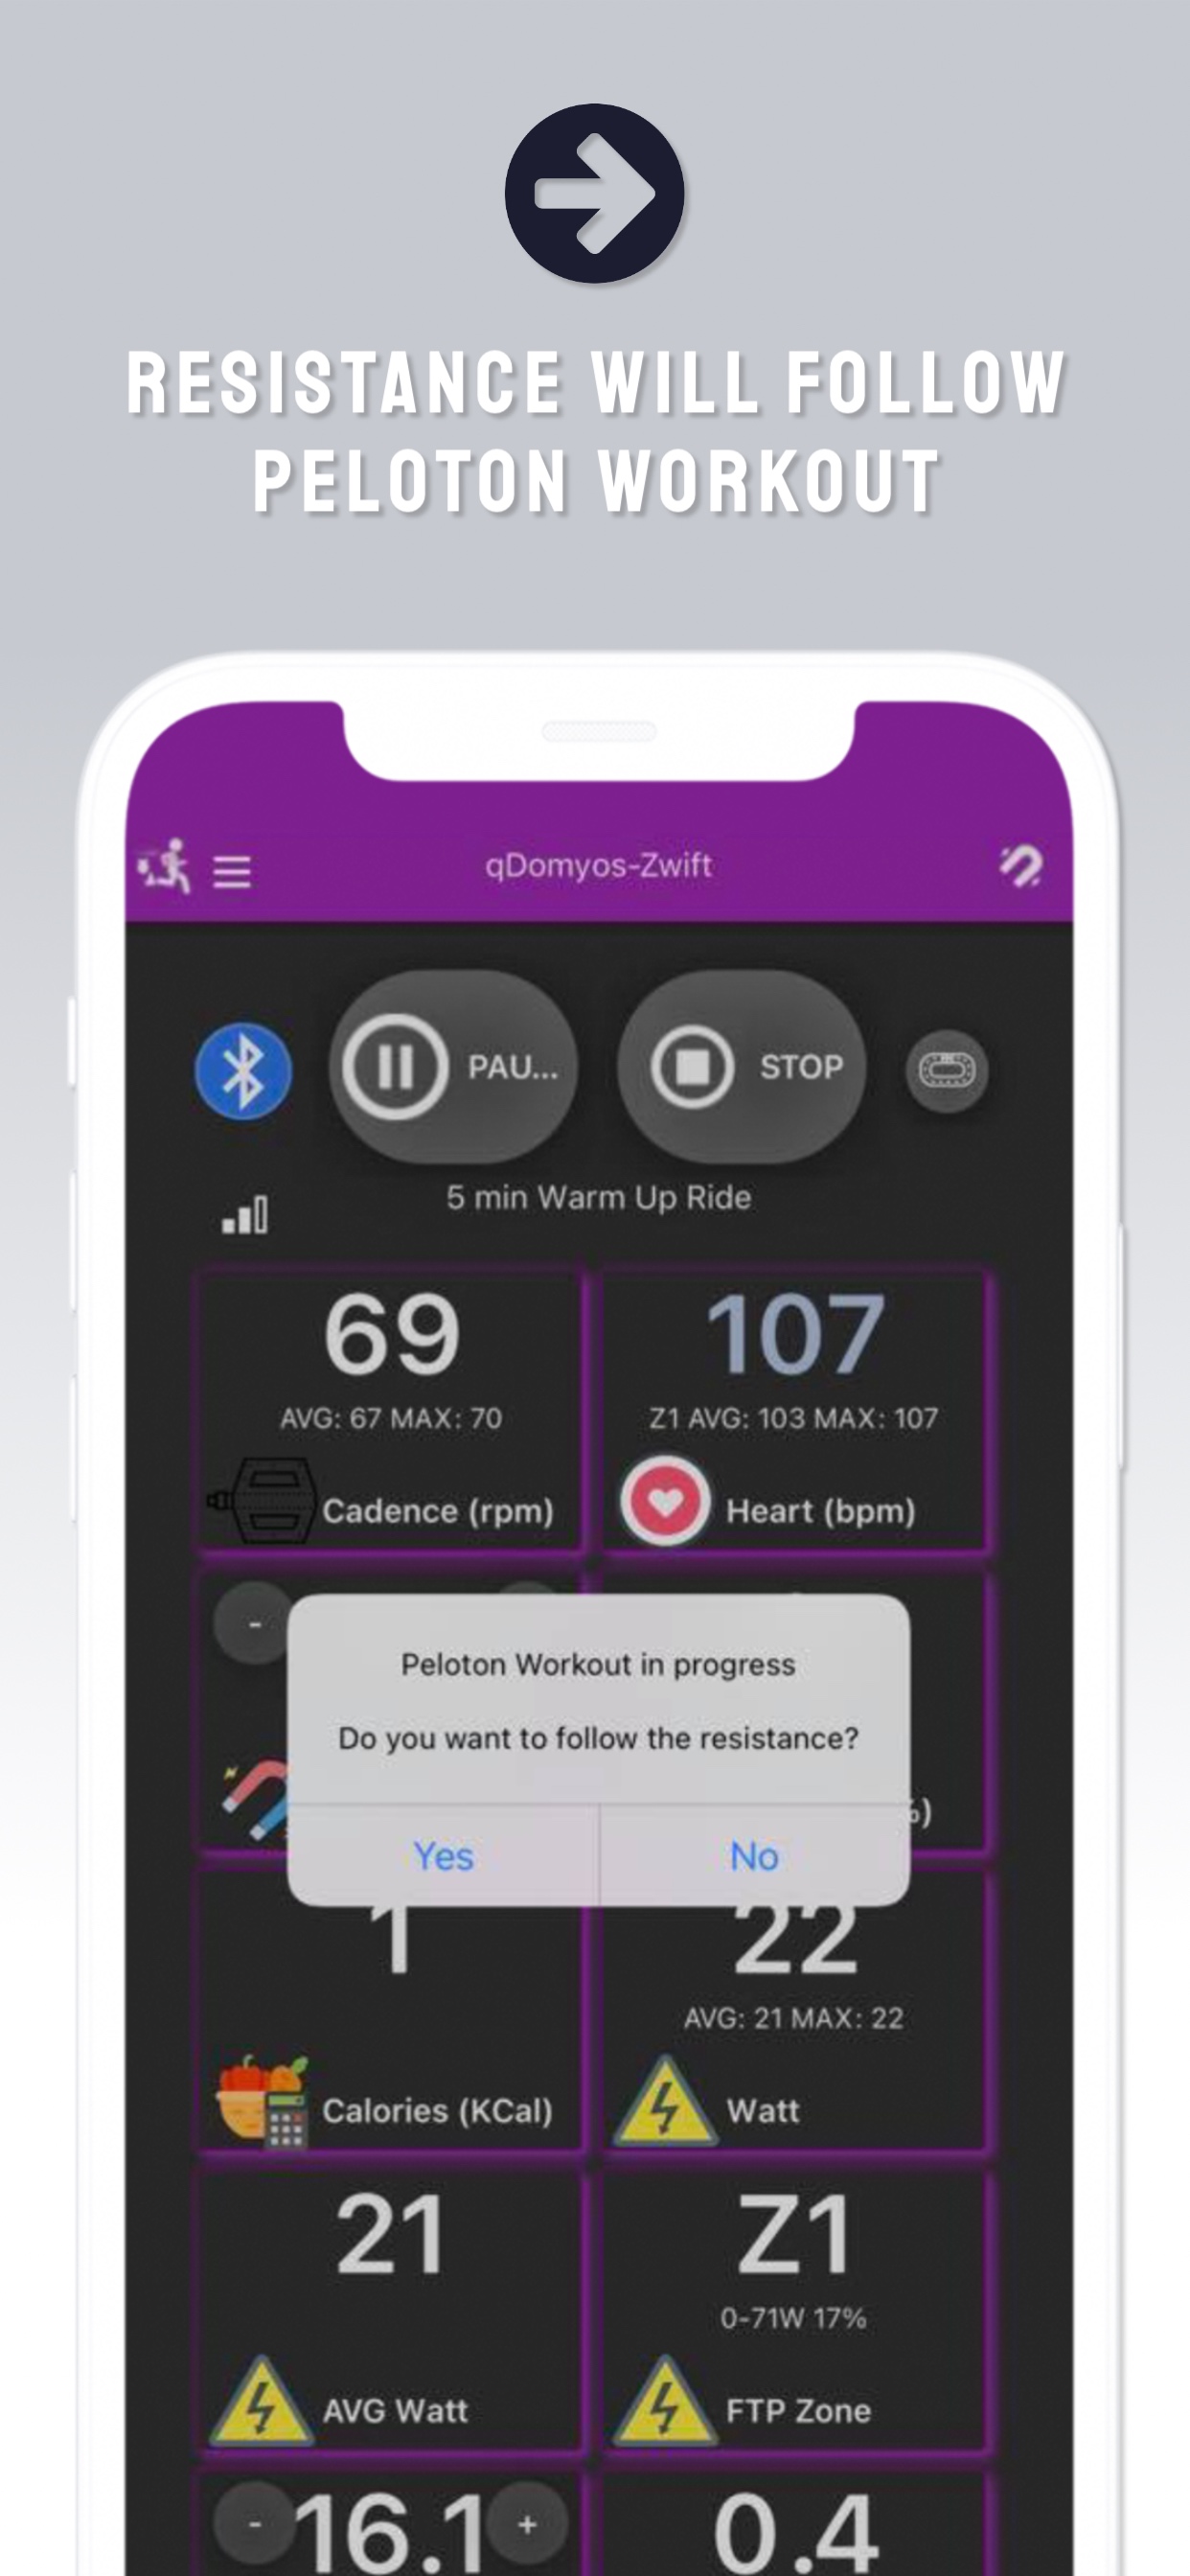 RESISTANCE WILL FOLLOW
PELOTON WORKOUT
qDomyos-Zwift
PAU...
STOP
5 min Warm Up Ride
69
107
AVG: 67 MAX: 70
Z1 AVG: 103 MAX: 107
Cadence (rpm)
Heart (bpm)
-
Peloton Workout in progress
Do you want to follow the resistance?
%)
Yes
No
1
22
AVG: 21 MAX: 22
Calories (KCal)
Watt
21
Z1
0-71W 17%
AVG Watt
FTP Zone
-
16.1
+
0.4